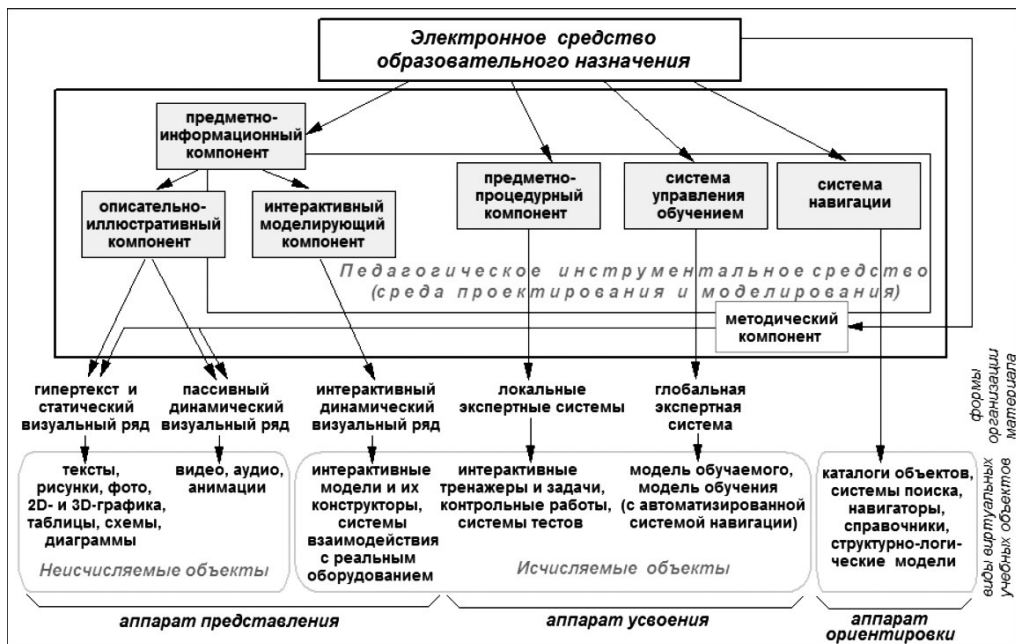 Электронное средство
образовательного назначения
предметно-
информационный
компонент
описательно-
иллюстративный
компонент
интерактивный
моделирующий
компонент
предметно-
процедурный
компонент
система
управления
обучением
система
навигации
Педагогическое инструментальное средство
(среда проектирования и моделирования)
методический
компонент
гипертекст и
статический
визуальный ряд
пассивный
динамический
визуальный ряд
интерактивный
динамический
визуальный ряд
локальные
экспертные системы
глобальная
экспертная
система
формы
организации
материала
тексты,
рисунки, фото,
2D- и 3D-графика,
таблицы, схемы,
диаграммы
видео, аудио,
анимации
Неисчисляемые объекты
интерактивные
модели и их
конструкторы,
системы
взаимодействия
с реальным
оборудованием
интерактивные
тренажеры и задачи,
контрольные работы,
системы тестов
модель обучаемого,
модель обучения
(с автоматизированной
системой навигации)
Исчисляемые объекты
каталоги объектов,
системы поиска,
навигаторы,
справочники,
структурно-логи-
ческие модели
виды виртуальных
учебных объектов
аппарат представления
аппарат усвоения
аппарат
ориентировки